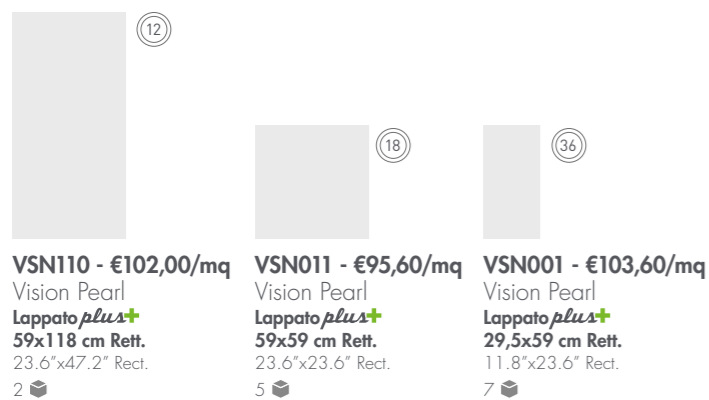 12
VSN110 - €102,00/mq
Vision Pearl
Lappato plus+
59x118 cm Rett.
23.6”x47.2” Rect.
2
18
VSN011 - €95,60/mq
Vision Pearl
Lappato plus+
59x59 cm Rett.
23.6”x23.6” Rect.
5
36
VSN001 - €103,60/mq
Vision Pearl
Lappato plus+
29,5x59 cm Rett.
11.8”x23.6” Rect.
7